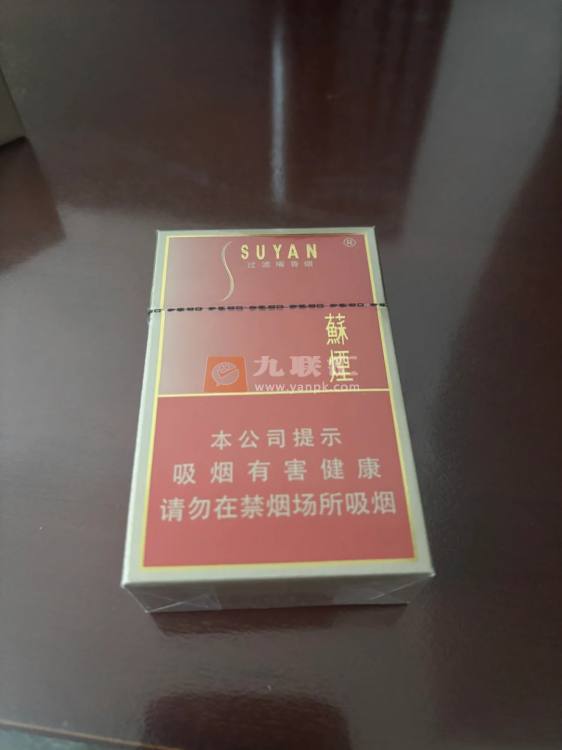 SUYAN ®
过滤嘴香烟
蘇煙
九联汇
www.yanpk.com
本公司提示
吸烟有害健康
请勿在禁烟场所吸烟